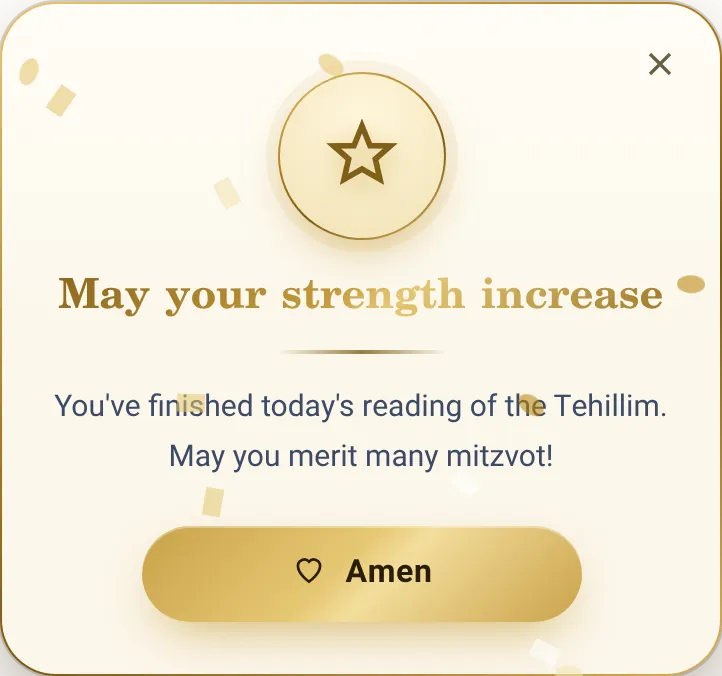 May your strength increase
You've finished today's reading of the Tehillim.
May you merit many mitzvot!
Amen